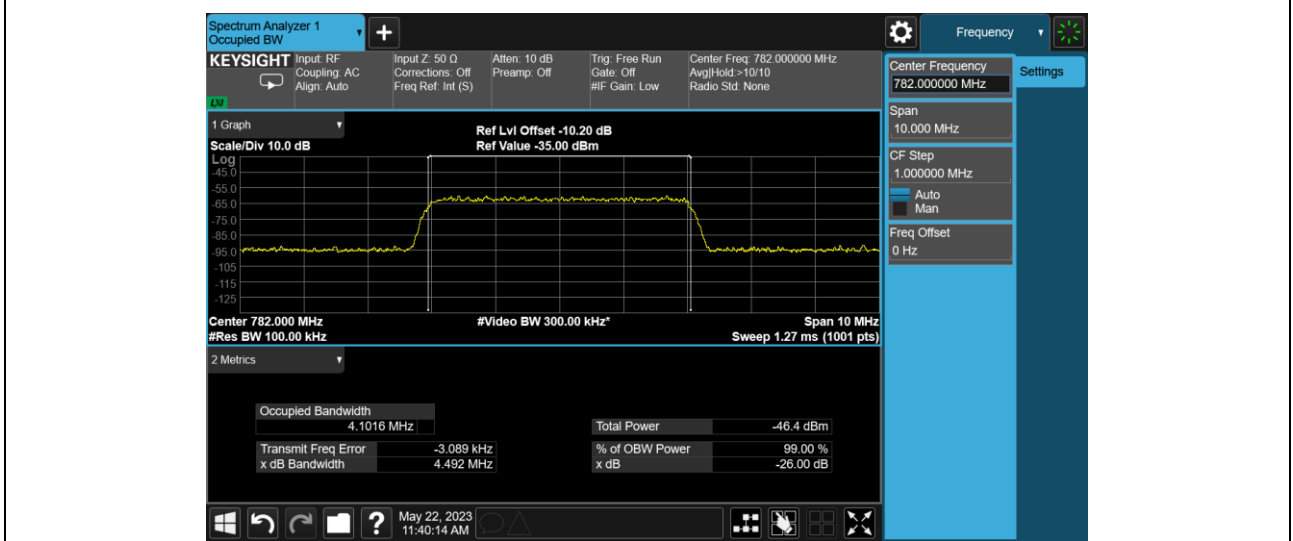 Spectrum Analyzer 1
Occupied BW
Frequency
KEYSIGHT
Input: RF
Coupling: AC
Align: Auto
Input Z: 50 Ω
Corrections: Off
Freq Ref: Int (S)
Atten: 10 dB
Preamp: Off
Trig: Free Run
Gate: Off
#IF Gain: Low
Center Freq: 782.000000 MHz
Avg|Hold:>10/10
Radio Std: None
LXI
Center Frequency
782.000000 MHz
Settings
Span
10.000 MHz
CF Step
1.000000 MHz
Auto
Man
Freq Offset
0 Hz
1 Graph
Scale/Div 10.0 dB
Ref Lvl Offset -10.20 dB
Ref Value -35.00 dBm
Log
-45.0
-55.0
-65.0
-75.0
-85.0
-95.0
-105
-115
-125
Center 782.000 MHz
#Video BW 300.00 kHz*
Span 10 MHz
#Res BW 100.00 kHz
Sweep 1.27 ms (1001 pts)
2 Metrics
Occupied Bandwidth
4.1016 MHz
Total Power -46.4 dBm
Transmit Freq Error -3.089 kHz
% of OBW Power 99.00 %
x dB Bandwidth 4.492 MHz
x dB -26.00 dB
?
May 22, 2023
11:40:14 AM